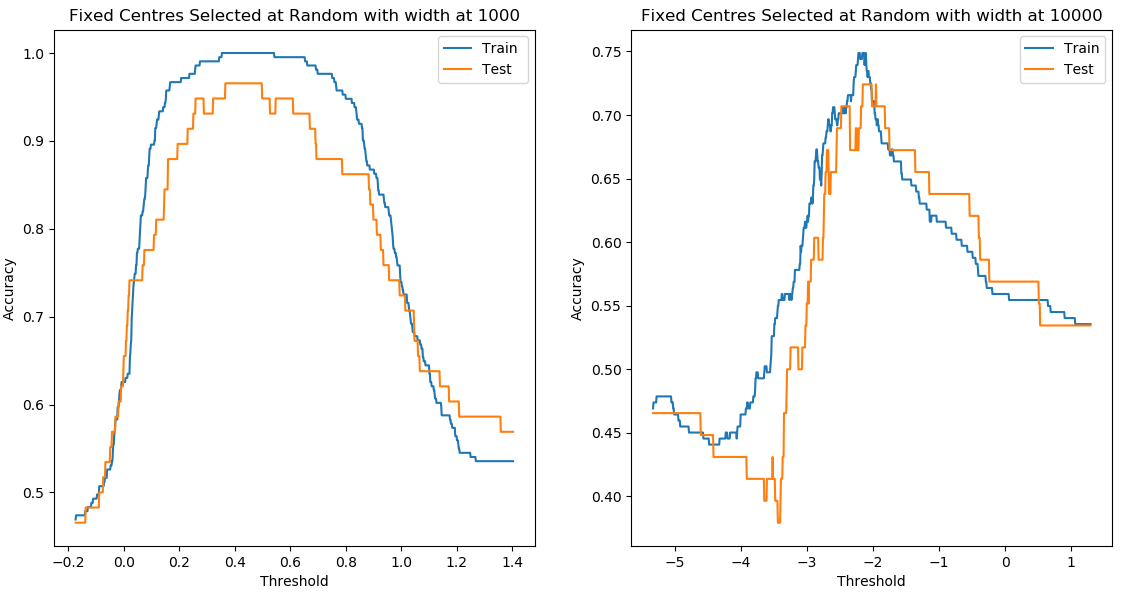 Fixed Centres Selected at Random with width at 1000
Train
Test
1.0
0.9
0.8
0.7
0.6
0.5
Accuracy
−0.2 0.0 0.2 0.4 0.6 0.8 1.0 1.2 1.4
Threshold
Fixed Centres Selected at Random with width at 10000
Train
Test
0.75
0.70
0.65
0.60
0.55
0.50
0.45
0.40
Accuracy
−5 −4 −3 −2 −1 0 1
Threshold